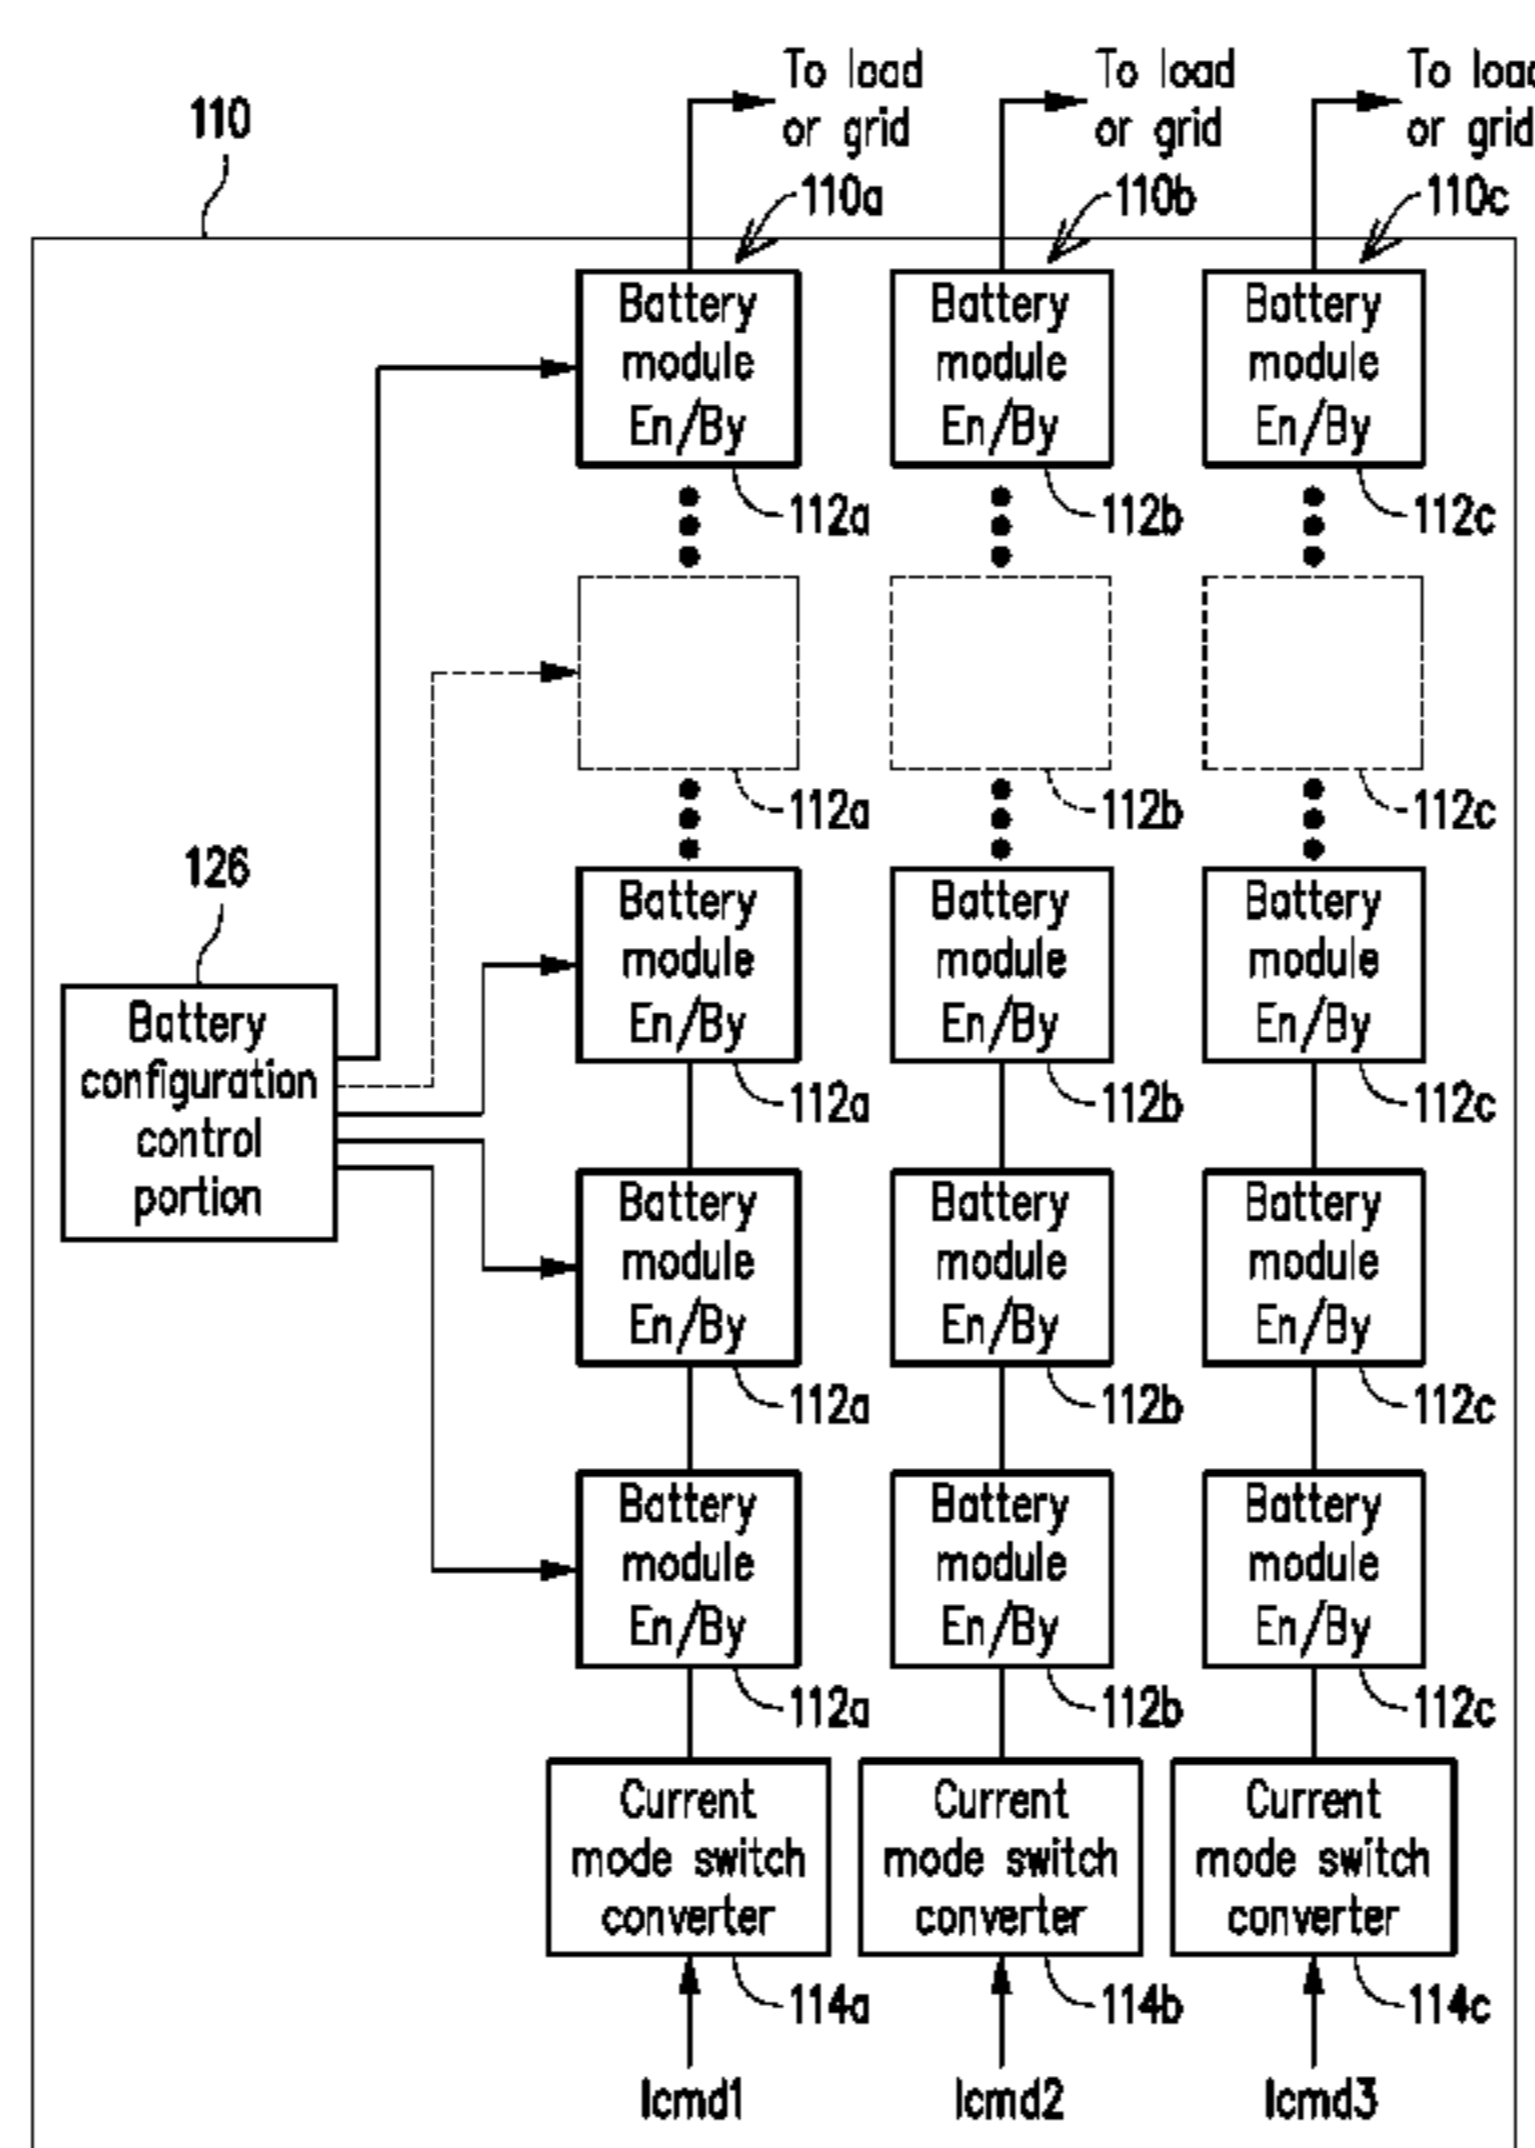 To load
or grid
To load
or grid
To load
or grid
110
110a
110b
110c
Battery
module
En/By
Battery
module
En/By
Battery
module
En/By
112a
112b
112c
112a
112b
112c
126
Battery
configuration
control
portion
Battery
module
En/By
Battery
module
En/By
Battery
module
En/By
112a
112b
112c
Battery
module
En/By
Battery
module
En/By
Battery
module
En/By
112a
112b
112c
Battery
module
En/By
Battery
module
En/By
Battery
module
En/By
112a
112b
112c
Current
mode switch
converter
Current
mode switch
converter
Current
mode switch
converter
114a
114b
114c
Icmd1
Icmd2
Icmd3